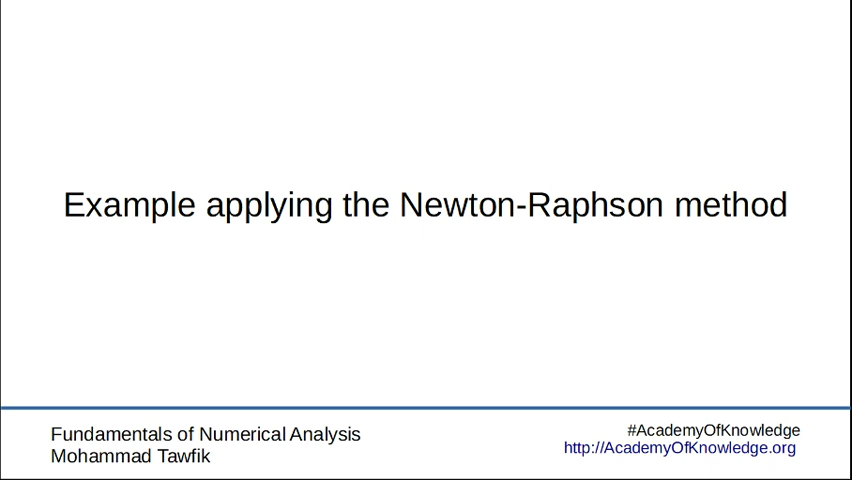 Example applying the Newton-Raphson method
Fundamentals of Numerical Analysis
Mohammad Tawfik
#AcademyOfKnowledge
http://AcademyOfKnowledge.org